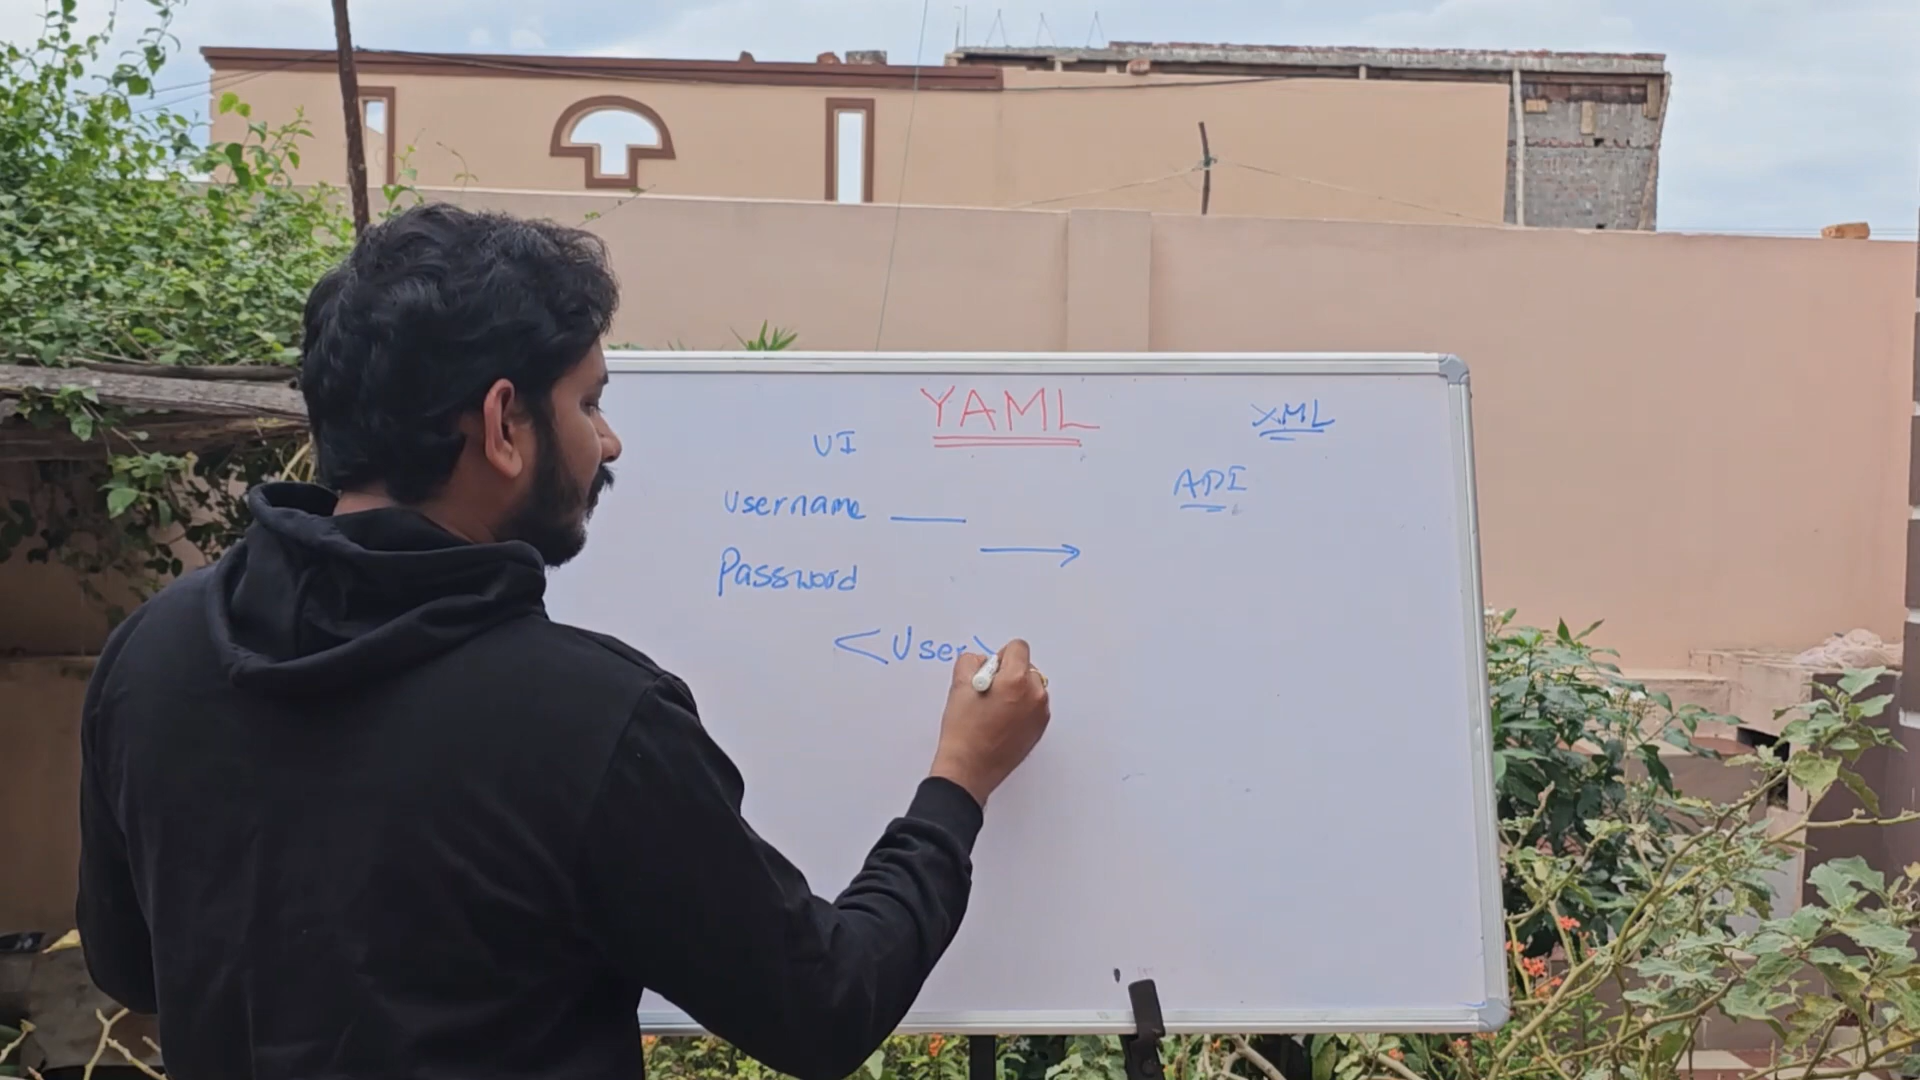 YAML
XML
UI
API
Username ___
Password
<User>